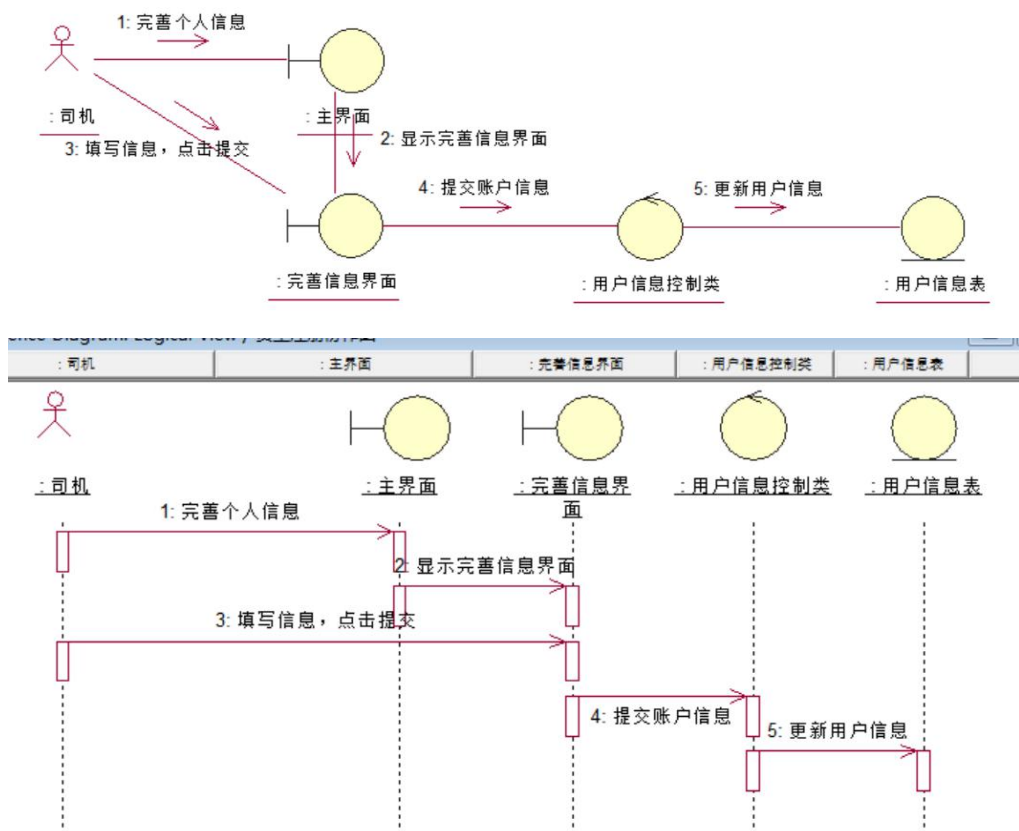 1: 完善个人信息
: 司机
: 主界面
2: 显示完善信息界面
3: 填写信息，点击提交
4: 提交账户信息
5: 更新用户信息
: 完善信息界面
: 用户信息控制类
: 用户信息表
: 司机
: 主界面
: 完善信息界面
: 用户信息控制类
: 用户信息表
: 司机
: 主界面
: 完善信息界
面
: 用户信息控制类
: 用户信息表
1: 完善个人信息
2: 显示完善信息界面
3: 填写信息，点击提交
4: 提交账户信息
5: 更新用户信息